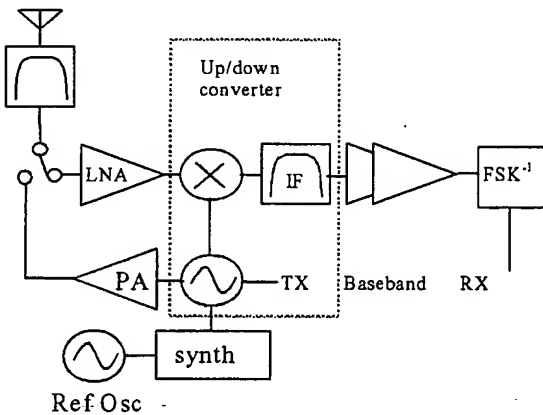 Up/down
converter
LNA
IF
FSK⁻¹
PA
TX
Baseband
RX
synth
Ref Osc